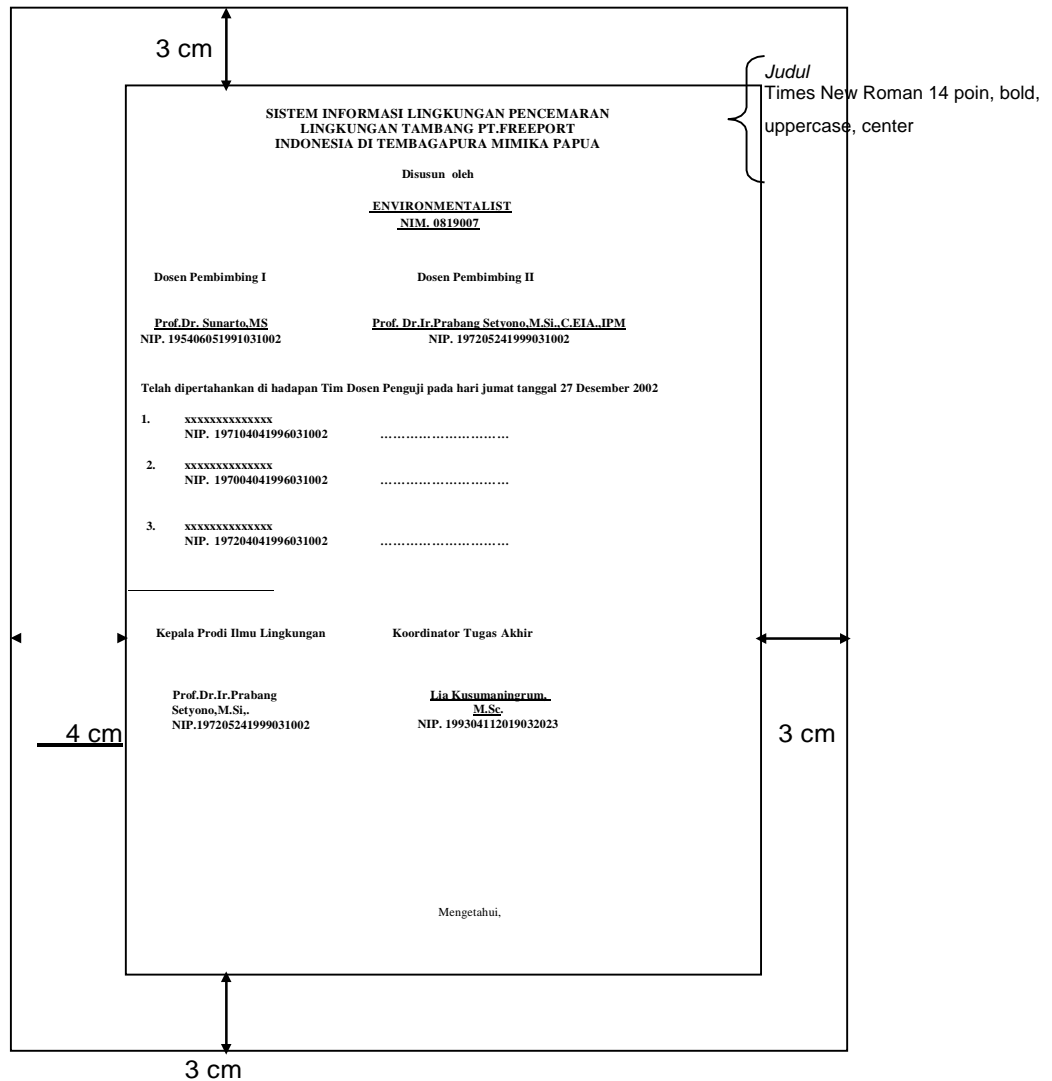 3 cm
Judul
Times New Roman 14 poin, bold,
uppercase, center
SISTEM INFORMASI LINGKUNGAN PENCEMARAN
LINGKUNGAN TAMBANG PT.FREEPORT
INDONESIA DI TEMBAGAPURA MIMIKA PAPUA
Disusun oleh
ENVIRONMENTALIST
NIM. 0819007
Dosen Pembimbing I Dosen Pembimbing II
Prof.Dr. Sunarto,MS Prof. Dr.Ir.Prabang Setyono,M.Si.,C.EIA.,IPM
NIP. 195406051991031002 NIP. 197205241999031002
Telah dipertahankan di hadapan Tim Dosen Penguji pada hari jumat tanggal 27 Desember 2002
1. xxxxxxxxxxxxxx
NIP. 197104041996031002 …………………………
2. xxxxxxxxxxxxxx
NIP. 197004041996031002 …………………………
3. xxxxxxxxxxxxxx
NIP. 197204041996031002 …………………………
Kepala Prodi Ilmu Lingkungan Koordinator Tugas Akhir
Prof.Dr.Ir.Prabang Lia Kusumaningrum,
Setyono,M.Si,. M.Sc.
NIP.197205241999031002 NIP. 199304112019032023
4 cm 3 cm
Mengetahui,
3 cm